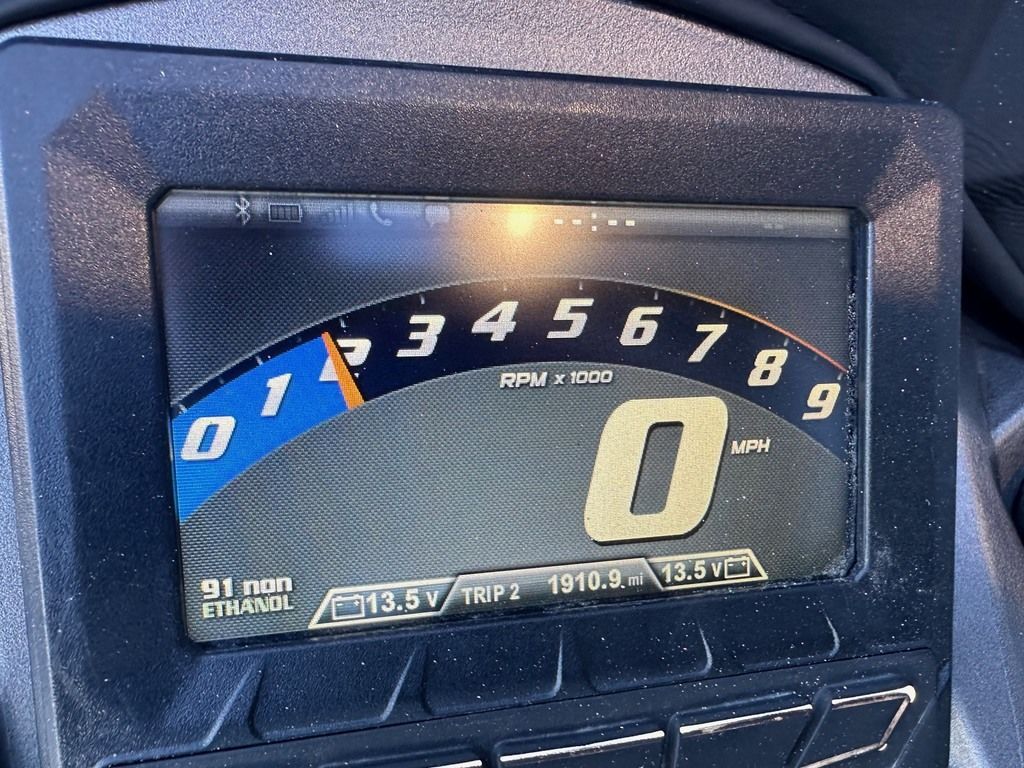 --:--
0 1 2 3 4 5 6 7 8 9
RPM x 1000
0 MPH
91 non
ETHANOL
13.5 V TRIP 2 1910.9 mi 13.5 V